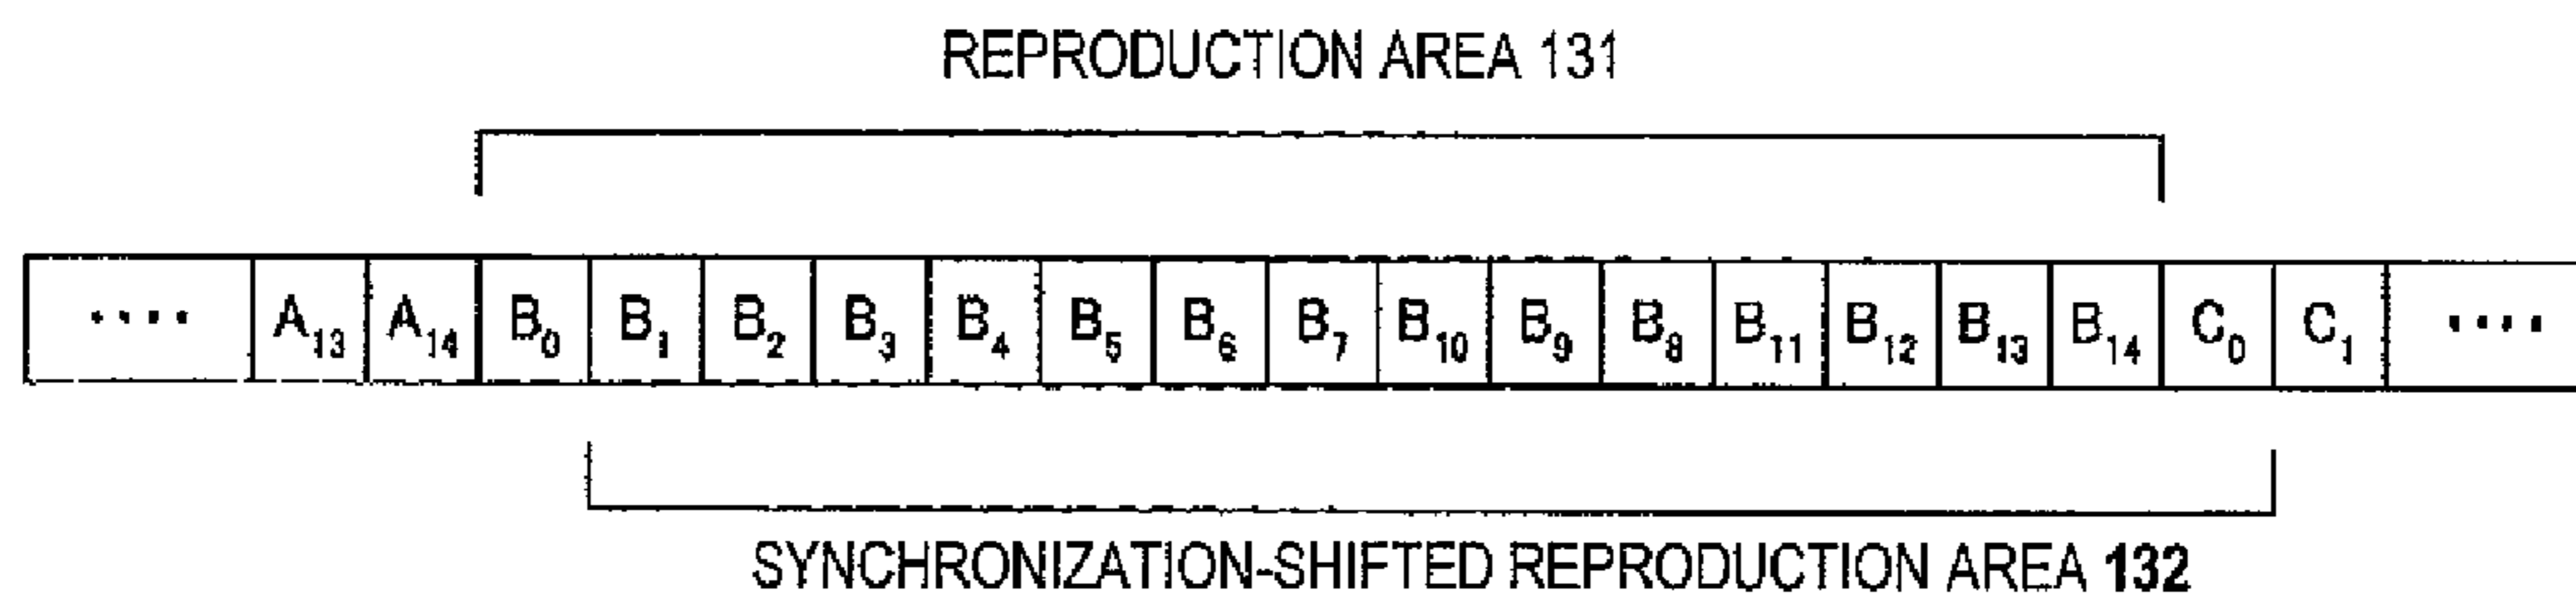 REPRODUCTION AREA 131
.... A₁₃ A₁₄ B₀ B₁ B₂ B₃ B₄ B₅ B₆ B₇ B₁₀ B₉ B₈ B₁₁ B₁₂ B₁₃ B₁₄ C₀ C₁ ....
SYNCHRONIZATION-SHIFTED REPRODUCTION AREA 132